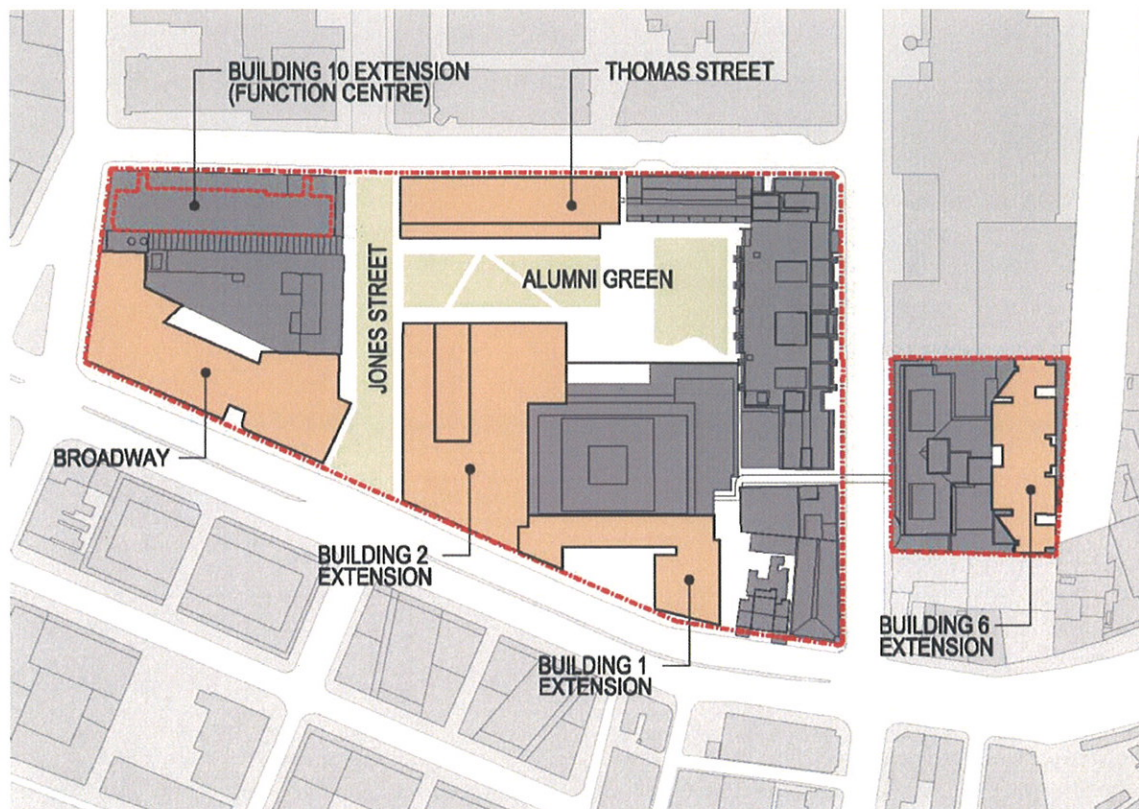 BUILDING 10 EXTENSION
(FUNCTION CENTRE)
THOMAS STREET
JONES STREET
ALUMNI GREEN
BROADWAY
BUILDING 2
EXTENSION
BUILDING 1
EXTENSION
BUILDING 6
EXTENSION